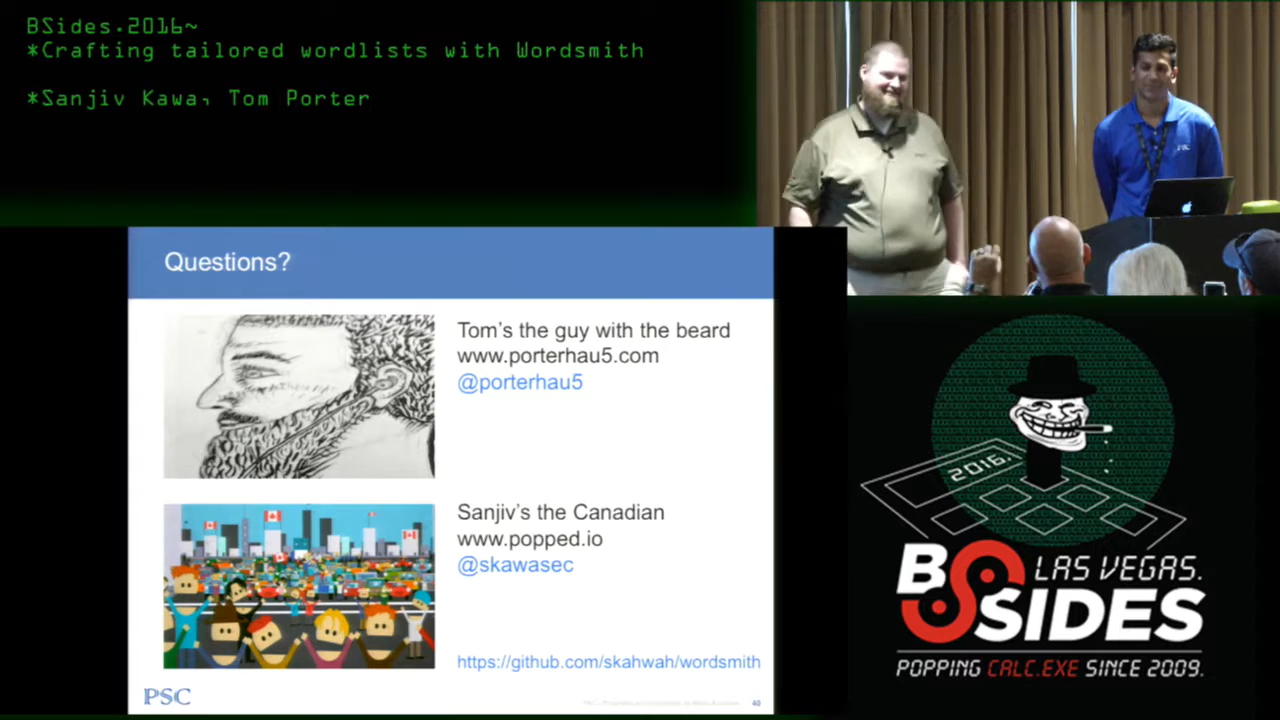 BSides.2016~
*Crafting tailored wordlists with Wordsmith
*Sanjiv Kawa, Tom Porter
PSC
Questions?
Tom's the guy with the beard
www.porterhau5.com
@porterhau5
Sanjiv's the Canadian
www.popped.io
@skawasec
https://github.com/skahwah/wordsmith
PSC
40
2016.
BSIDES
LAS VEGAS.
POPPING CALC.EXE SINCE 2009.